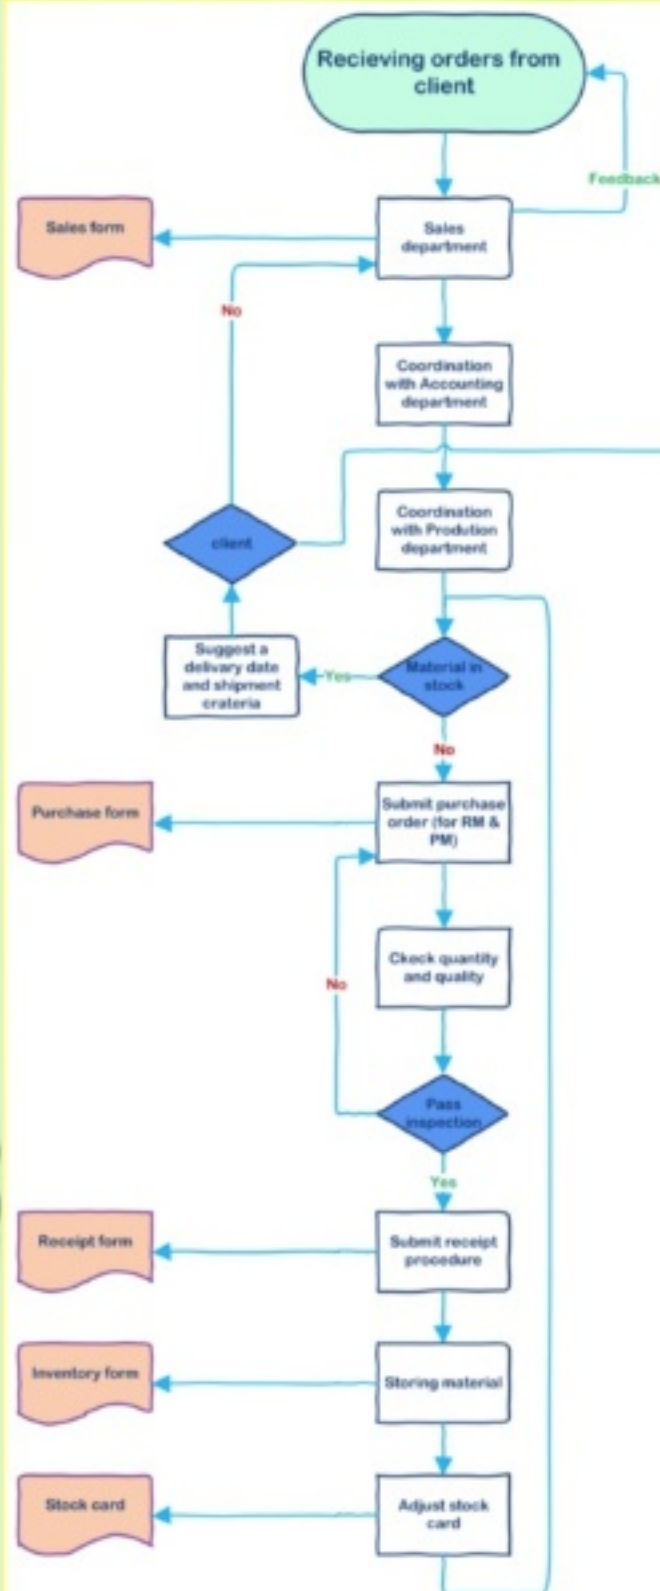 Recieving orders from
client
Feedback
Sales form
Sales
department
No
Coordination
with Accounting
department
Coordination
with Prodution
department
client
Suggest a
delivary date
and shipment
crateria
Yes
Material in
stock
No
Purchase form
Submit purchase
order (for RM &
PM)
Ckeck quantity
and quality
No
Pass
inspection
Yes
Receipt form
Submit receipt
procedure
Inventory form
Storing material
Stock card
Adjust stock
card